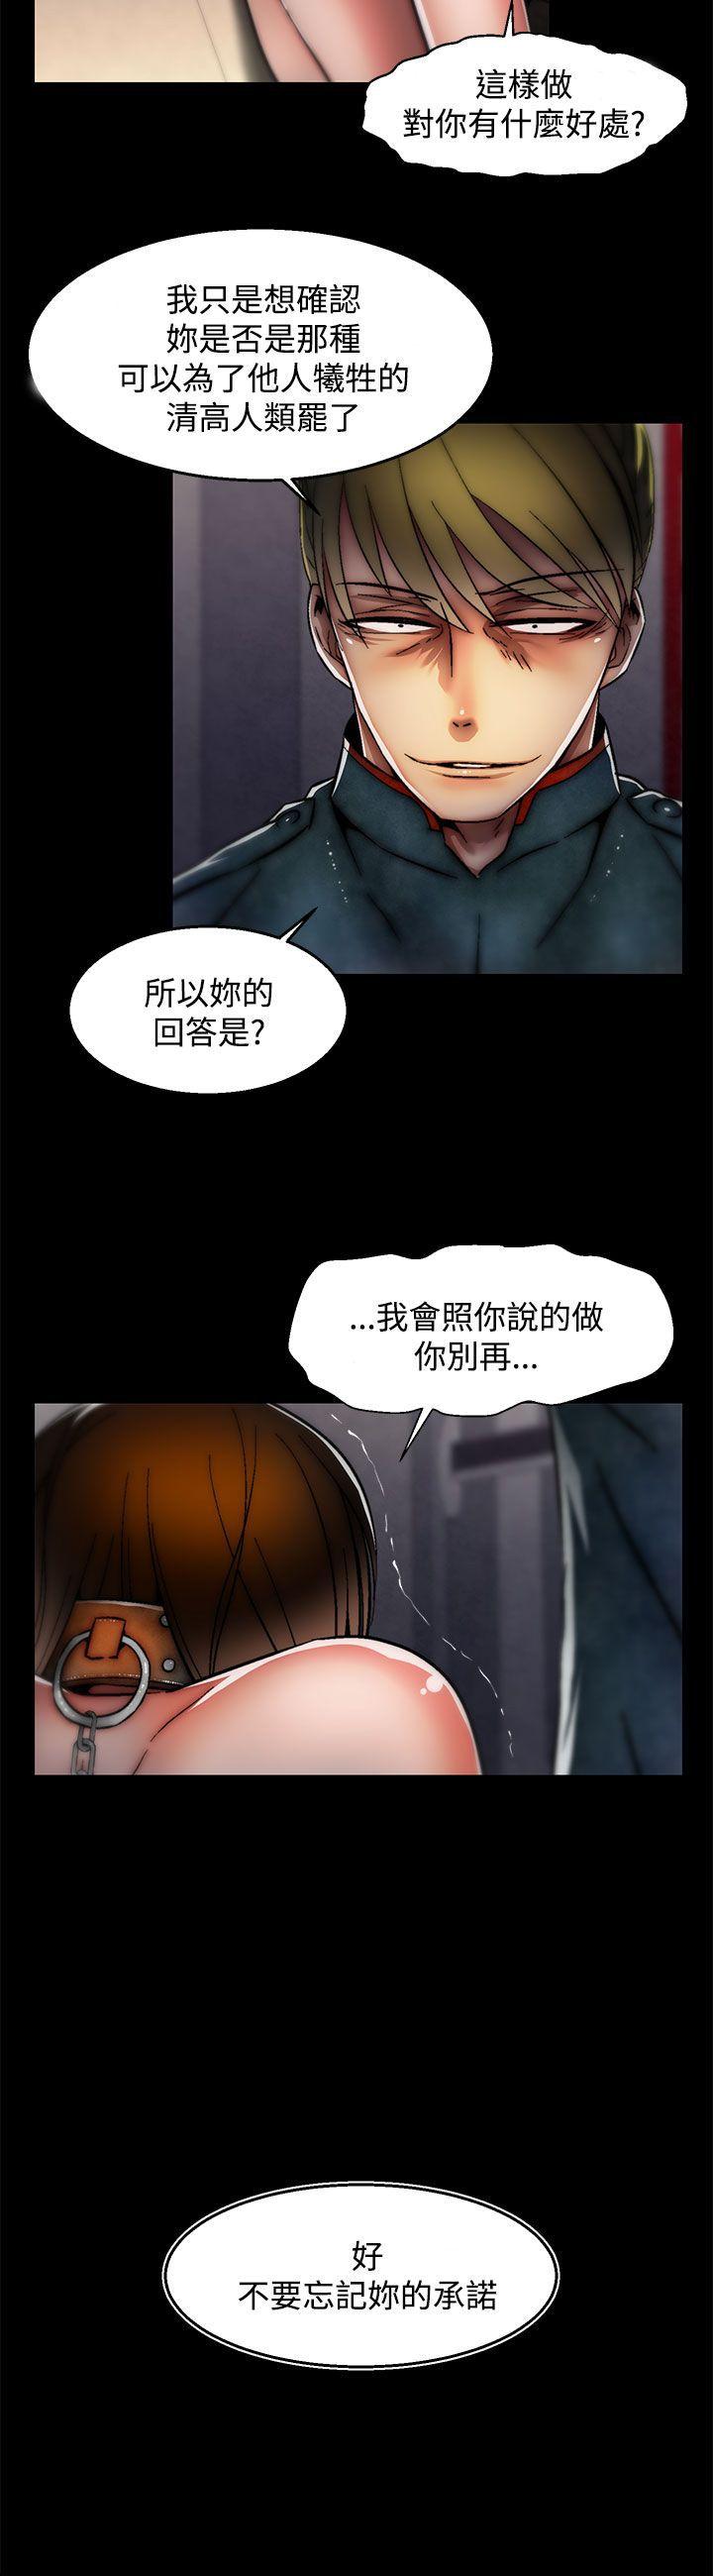 這樣做
對你有什麼好處?
我只是想確認
妳是否是那種
可以為了他人犧牲的
清高人類罷了
所以妳的
回答是?
...我會照你說的做
你別再...
好
不要忘記妳的承諾